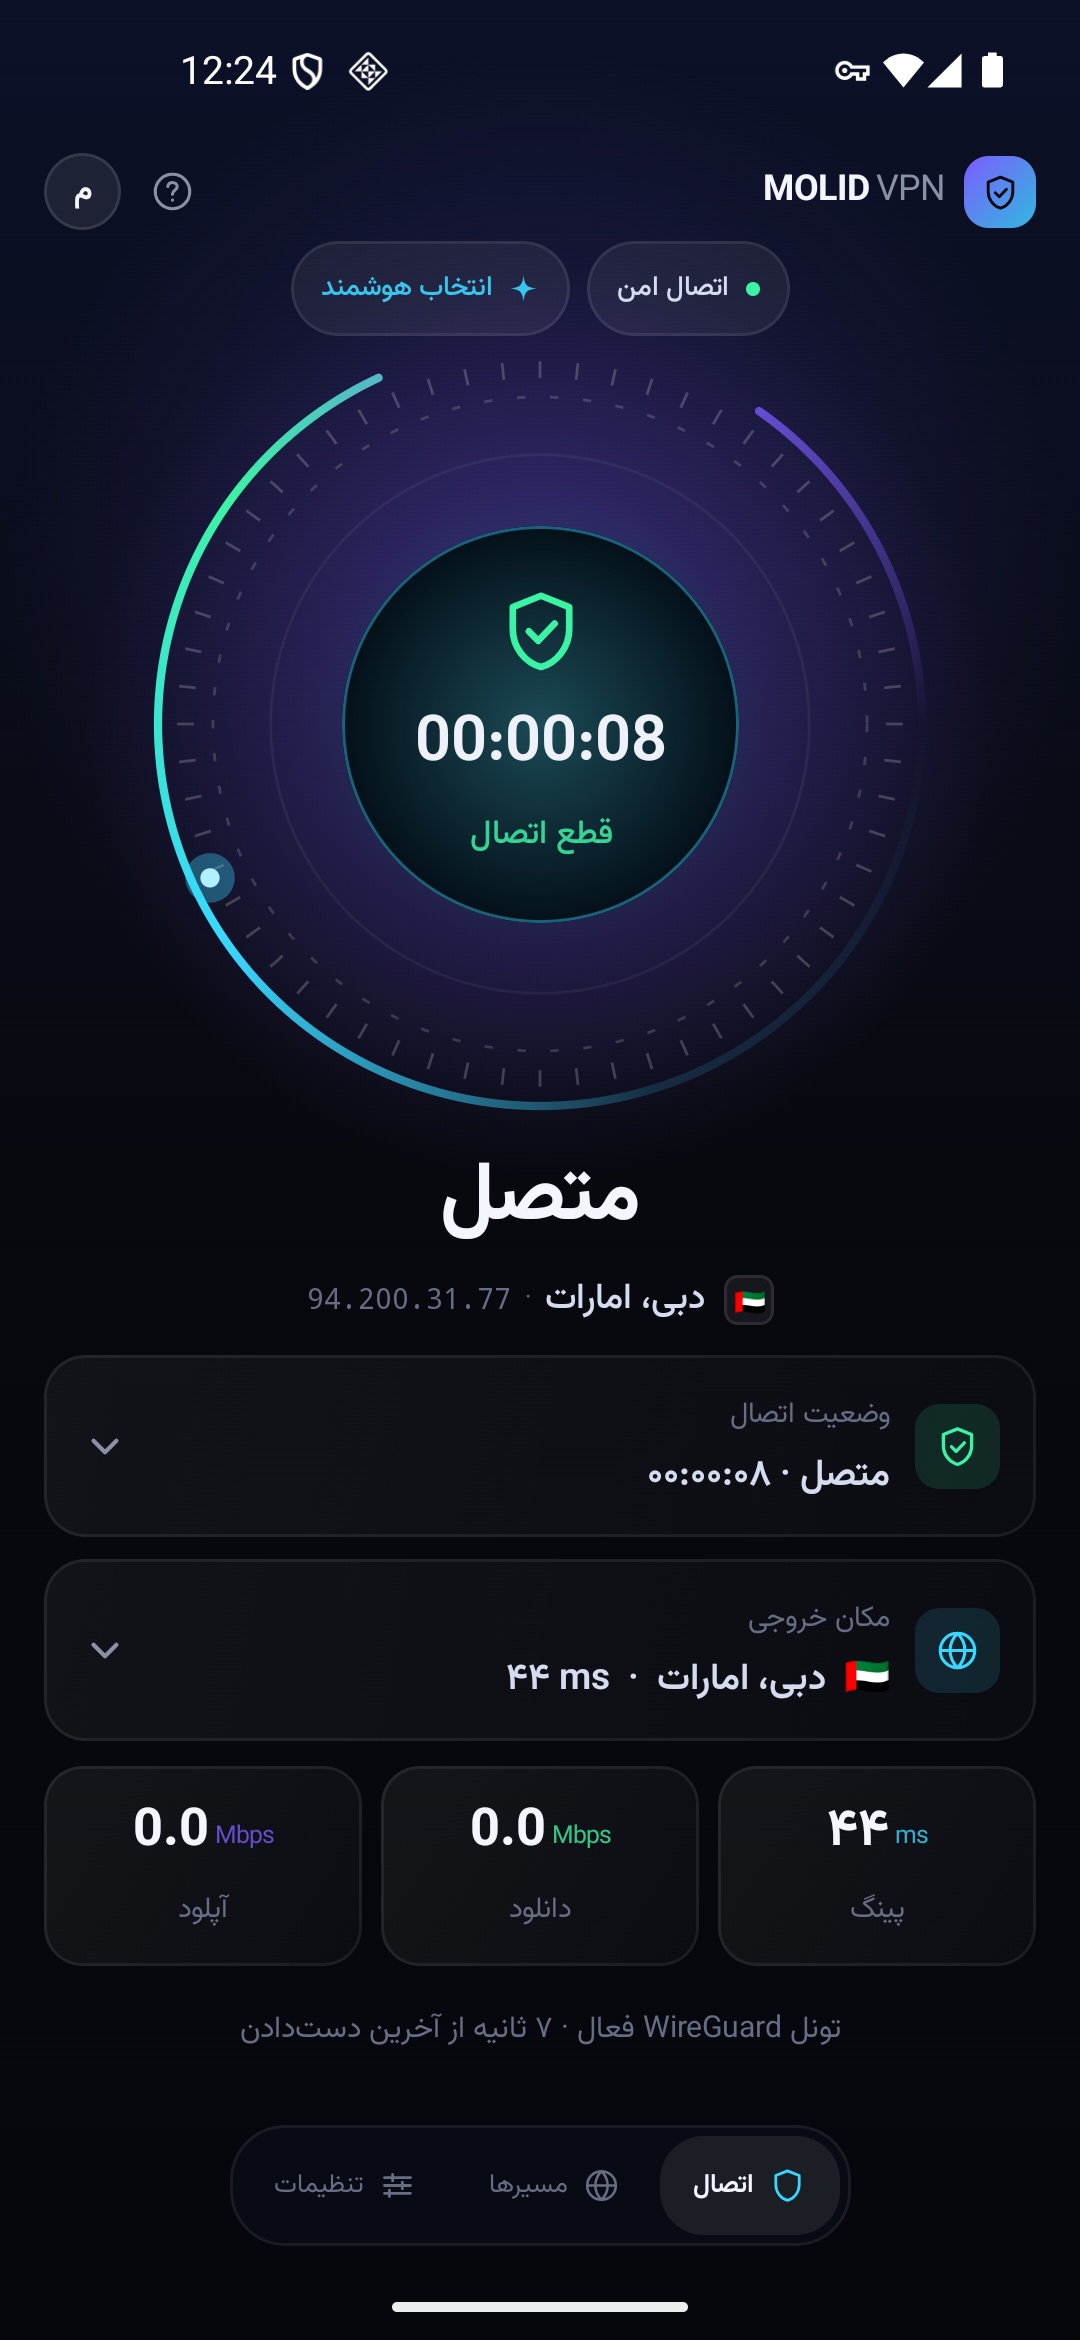 12:24
MOLID VPN
م
اتصال امن
انتخاب هوشمند
00:00:08
قطع اتصال
متصل
دبی، امارات · 94.200.31.77
وضعیت اتصال
متصل · ۰۰:۰۰:۰۸
مکان خروجی
دبی، امارات · ۴۴ ms
۴۴ ms
پینگ
0.0 Mbps
دانلود
0.0 Mbps
آپلود
تونل WireGuard فعال · ۷ ثانیه از آخرین دست‌دادن
اتصال
مسیرها
تنظیمات